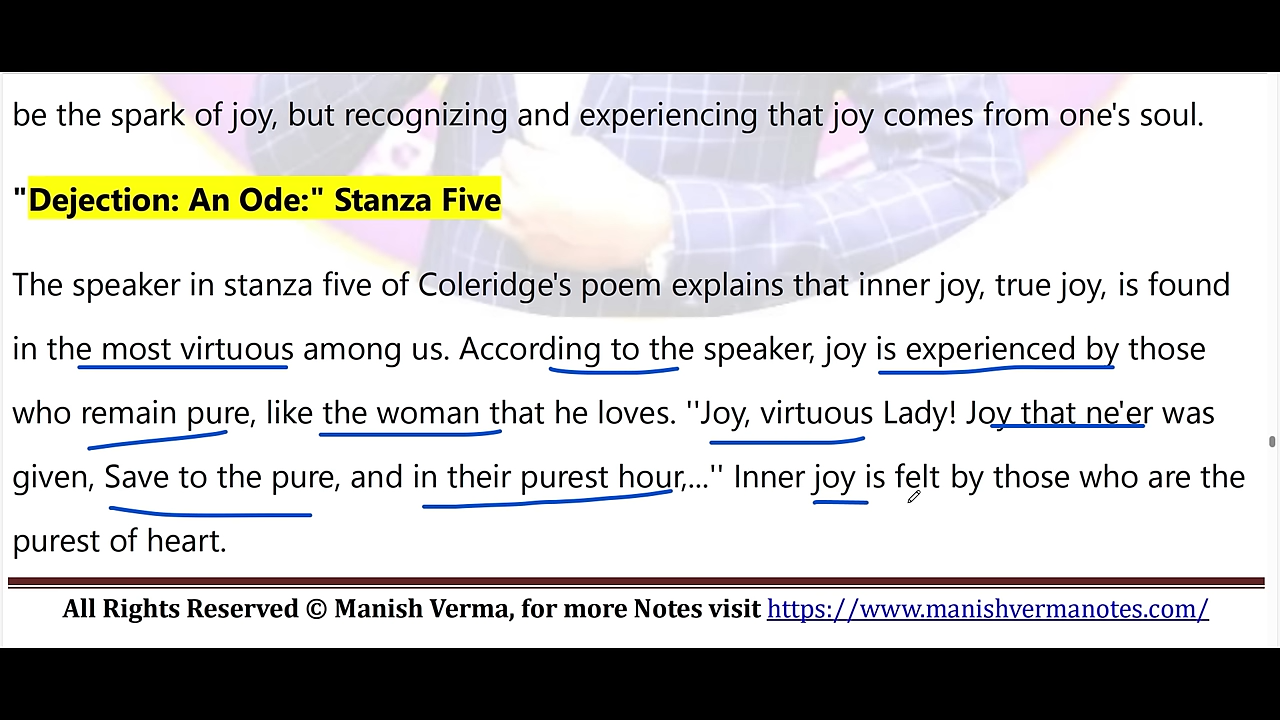 be the spark of joy, but recognizing and experiencing that joy comes from one's soul.
"Dejection: An Ode:" Stanza Five
The speaker in stanza five of Coleridge's poem explains that inner joy, true joy, is found
in the most virtuous among us. According to the speaker, joy is experienced by those
who remain pure, like the woman that he loves. ''Joy, virtuous Lady! Joy that ne'er was
given, Save to the pure, and in their purest hour,...'' Inner joy is felt by those who are the
purest of heart.
All Rights Reserved © Manish Verma, for more Notes visit https://www.manishvermanotes.com/